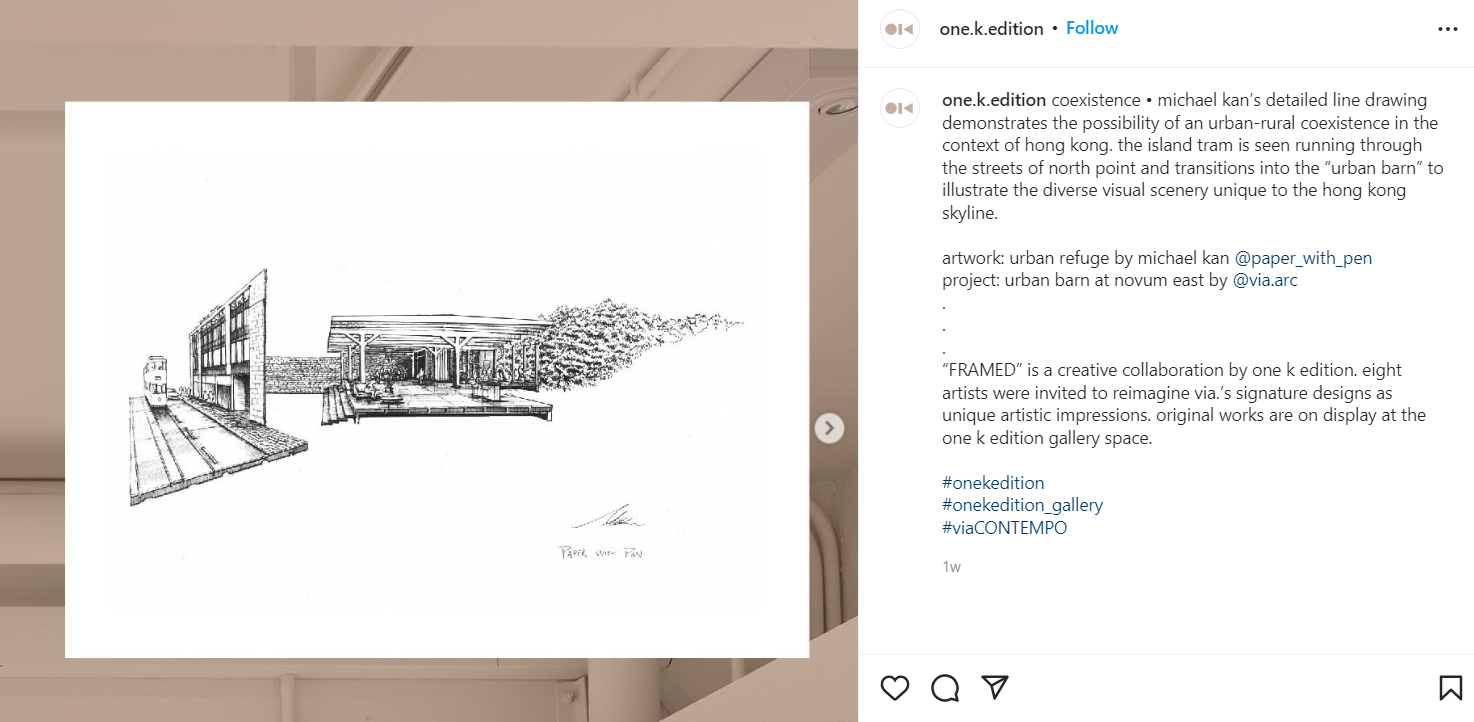 one.k.edition • Follow
one.k.edition coexistence • michael kan's detailed line drawing
demonstrates the possibility of an urban-rural coexistence in the
context of hong kong. the island tram is seen running through
the streets of north point and transitions into the “urban barn” to
illustrate the diverse visual scenery unique to the hong kong
skyline.
artwork: urban refuge by michael kan @paper_with_pen
project: urban barn at novum east by @via.arc
.
.
.
“FRAMED” is a creative collaboration by one k edition. eight
artists were invited to reimagine via.'s signature designs as
unique artistic impressions. original works are on display at the
one k edition gallery space.
#onekedition
#onekedition_gallery
#viaCONTEMPO
1w
PAPER WITH PEN